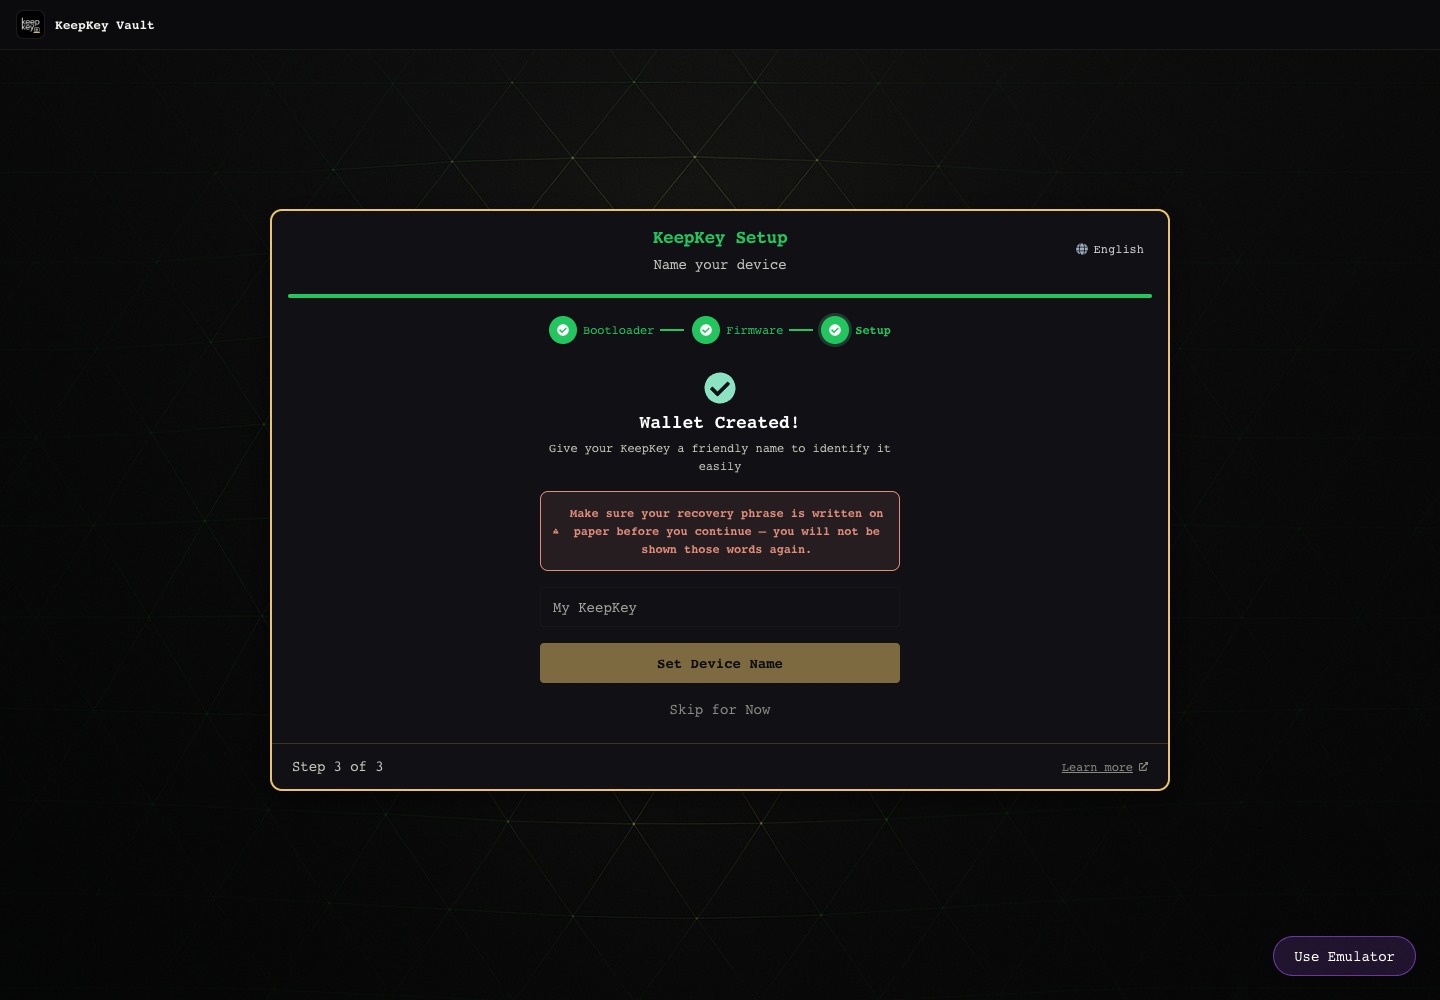 keep
key
KeepKey Vault
KeepKey Setup
Name your device
English
Bootloader
Firmware
Setup
Wallet Created!
Give your KeepKey a friendly name to identify it
easily
Make sure your recovery phrase is written on
paper before you continue — you will not be
shown those words again.
My KeepKey
Set Device Name
Skip for Now
Step 3 of 3
Learn more
Use Emulator